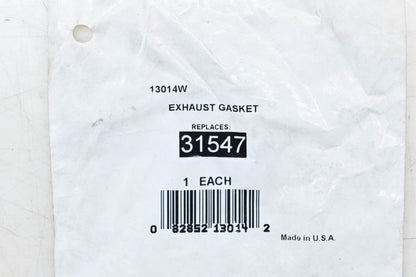 13014W
EXHAUST GASKET
REPLACES:
31547
1 EACH
0 82852 13014 2
Made in U.S.A.